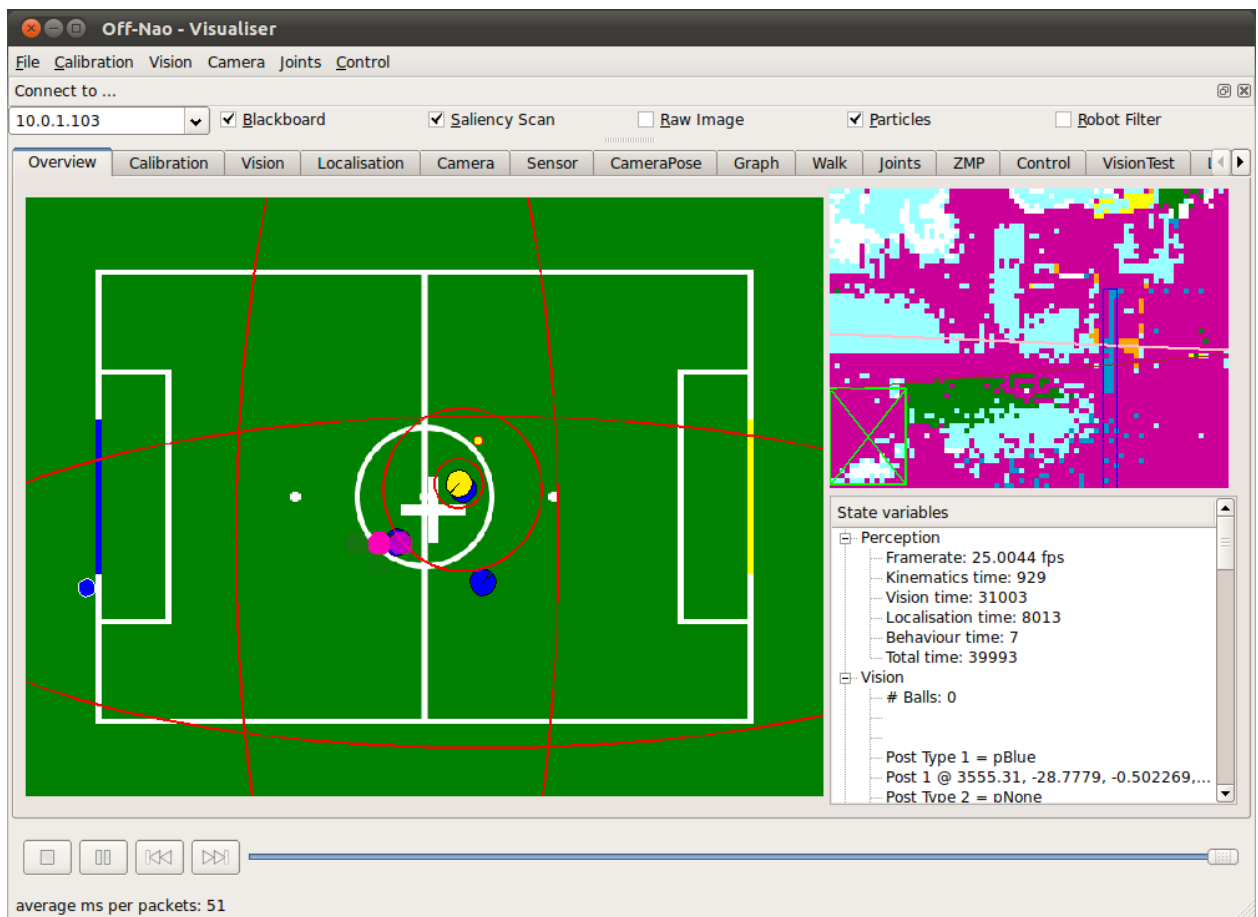 Off-Nao - Visualiser
File Calibration Vision Camera Joints Control
Connect to ...
10.0.1.103 Blackboard Saliency Scan Raw Image Particles Robot Filter
Overview Calibration Vision Localisation Camera Sensor CameraPose Graph Walk Joints ZMP Control VisionTest
State variables
Perception
Framerate: 25.0044 fps
Kinematics time: 929
Vision time: 31003
Localisation time: 8013
Behaviour time: 7
Total time: 39993
Vision
# Balls: 0
Post Type 1 = pBlue
Post 1 @ 3555.31, -28.7779, -0.502269,...
Post Type 2 = pNone
average ms per packets: 51